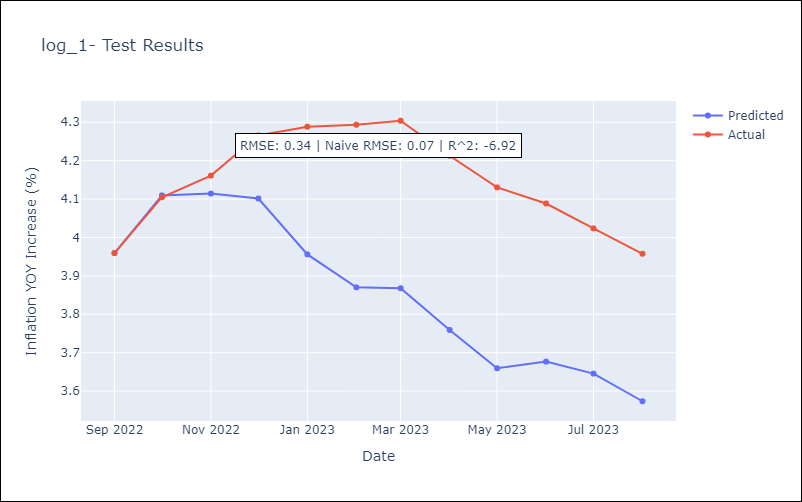 log_1- Test Results
Predicted
Actual
RMSE: 0.34 | Naive RMSE: 0.07 | R^2: -6.92
Inflation YOY Increase (%)
4.3
4.2
4.1
4
3.9
3.8
3.7
3.6
Sep 2022
Nov 2022
Jan 2023
Mar 2023
May 2023
Jul 2023
Date